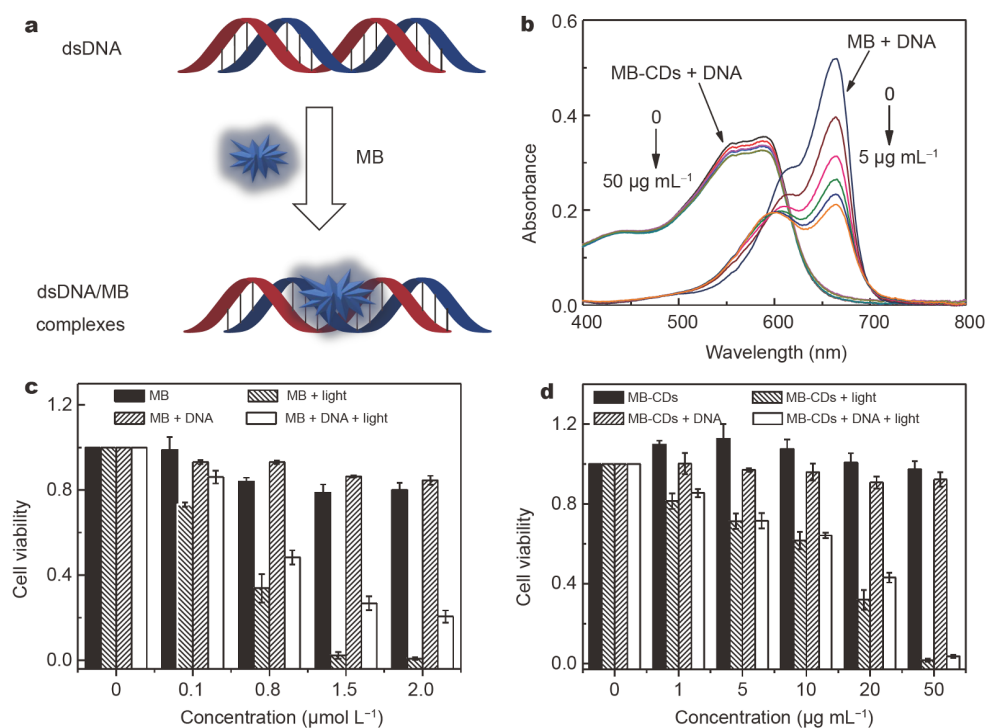 a
dsDNA
MB
dsDNA/MB
complexes
b
0.6
0.4
0.2
0.0
Absorbance
MB-CDs + DNA
MB + DNA
0
50 µg mL⁻¹
0
5 µg mL⁻¹
400 500 600 700 800
Wavelength (nm)
c
1.2
0.8
0.4
0.0
Cell viability
MB MB + light
MB + DNA MB + DNA + light
0 0.1 0.8 1.5 2.0
Concentration (µmol L⁻¹)
d
1.2
0.8
0.4
0.0
Cell viability
MB-CDs MB-CDs + light
MB-CDs + DNA MB-CDs + DNA + light
0 1 5 10 20 50
Concentration (µg mL⁻¹)